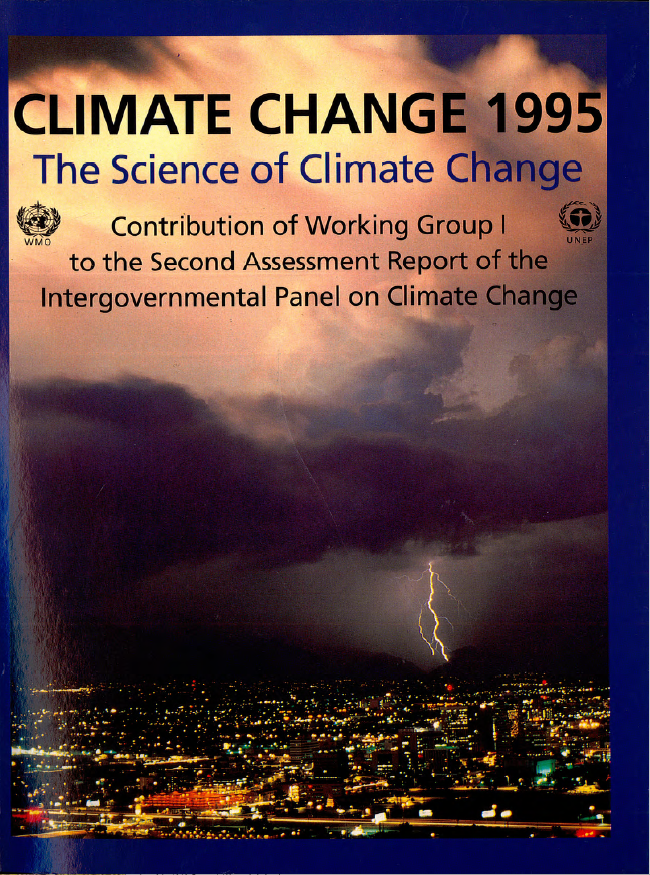 CLIMATE CHANGE 1995
The Science of Climate Change
WMO
UNEP
Contribution of Working Group I
to the Second Assessment Report of the
Intergovernmental Panel on Climate Change